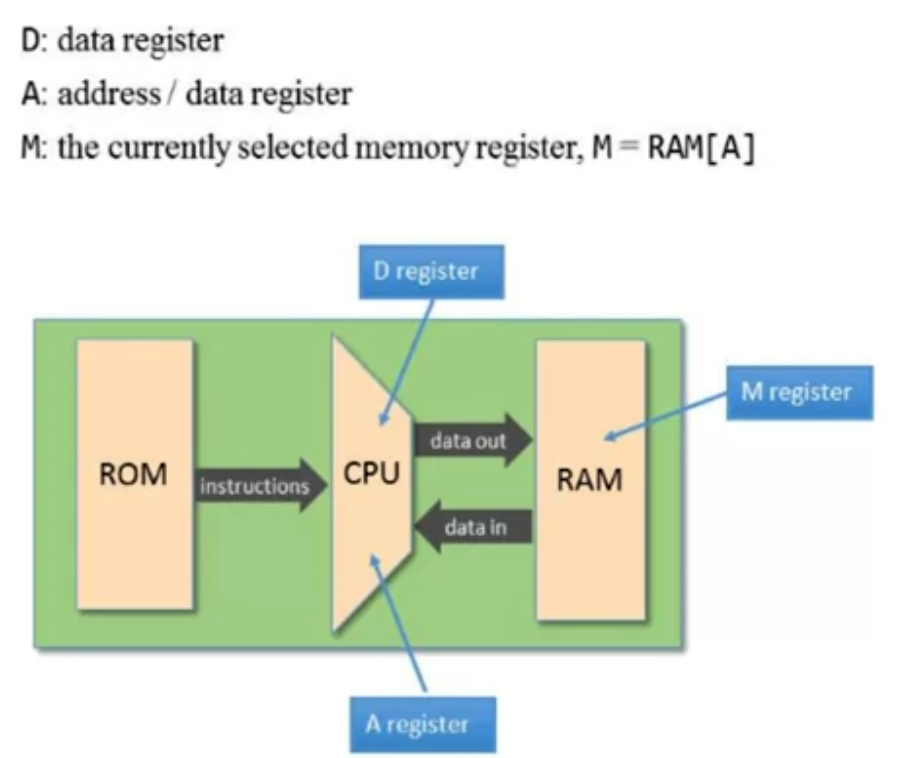 D: data register
A: address / data register
M: the currently selected memory register, M = RAM[A]
D register
M register
data out
ROM
instructions
CPU
RAM
data in
A register